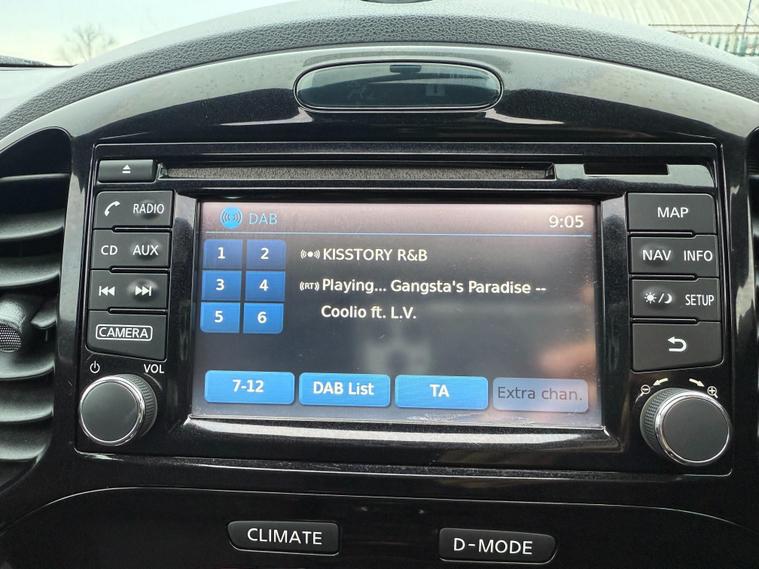 RADIO
MAP
DAB
9:05
CD AUX
1 2
KISSTORY R&B
NAV INFO
3 4
(RT) Playing... Gangsta's Paradise --
SETUP
5 6
Coolio ft. L.V.
CAMERA
VOL
7-12
DAB List
TA
Extra chan.
CLIMATE
D-MODE